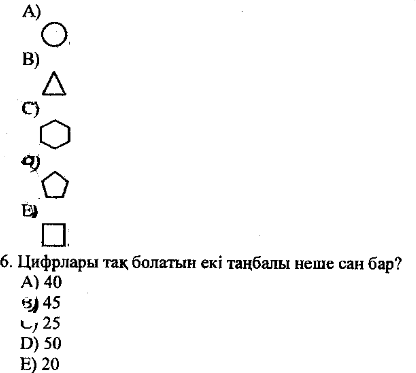 A)
B)
C)
E)
6. Цифрлары тақ болатын екі таңбалы неше сан бар?
A) 40
B) 45
C) 25
D) 50
E) 20